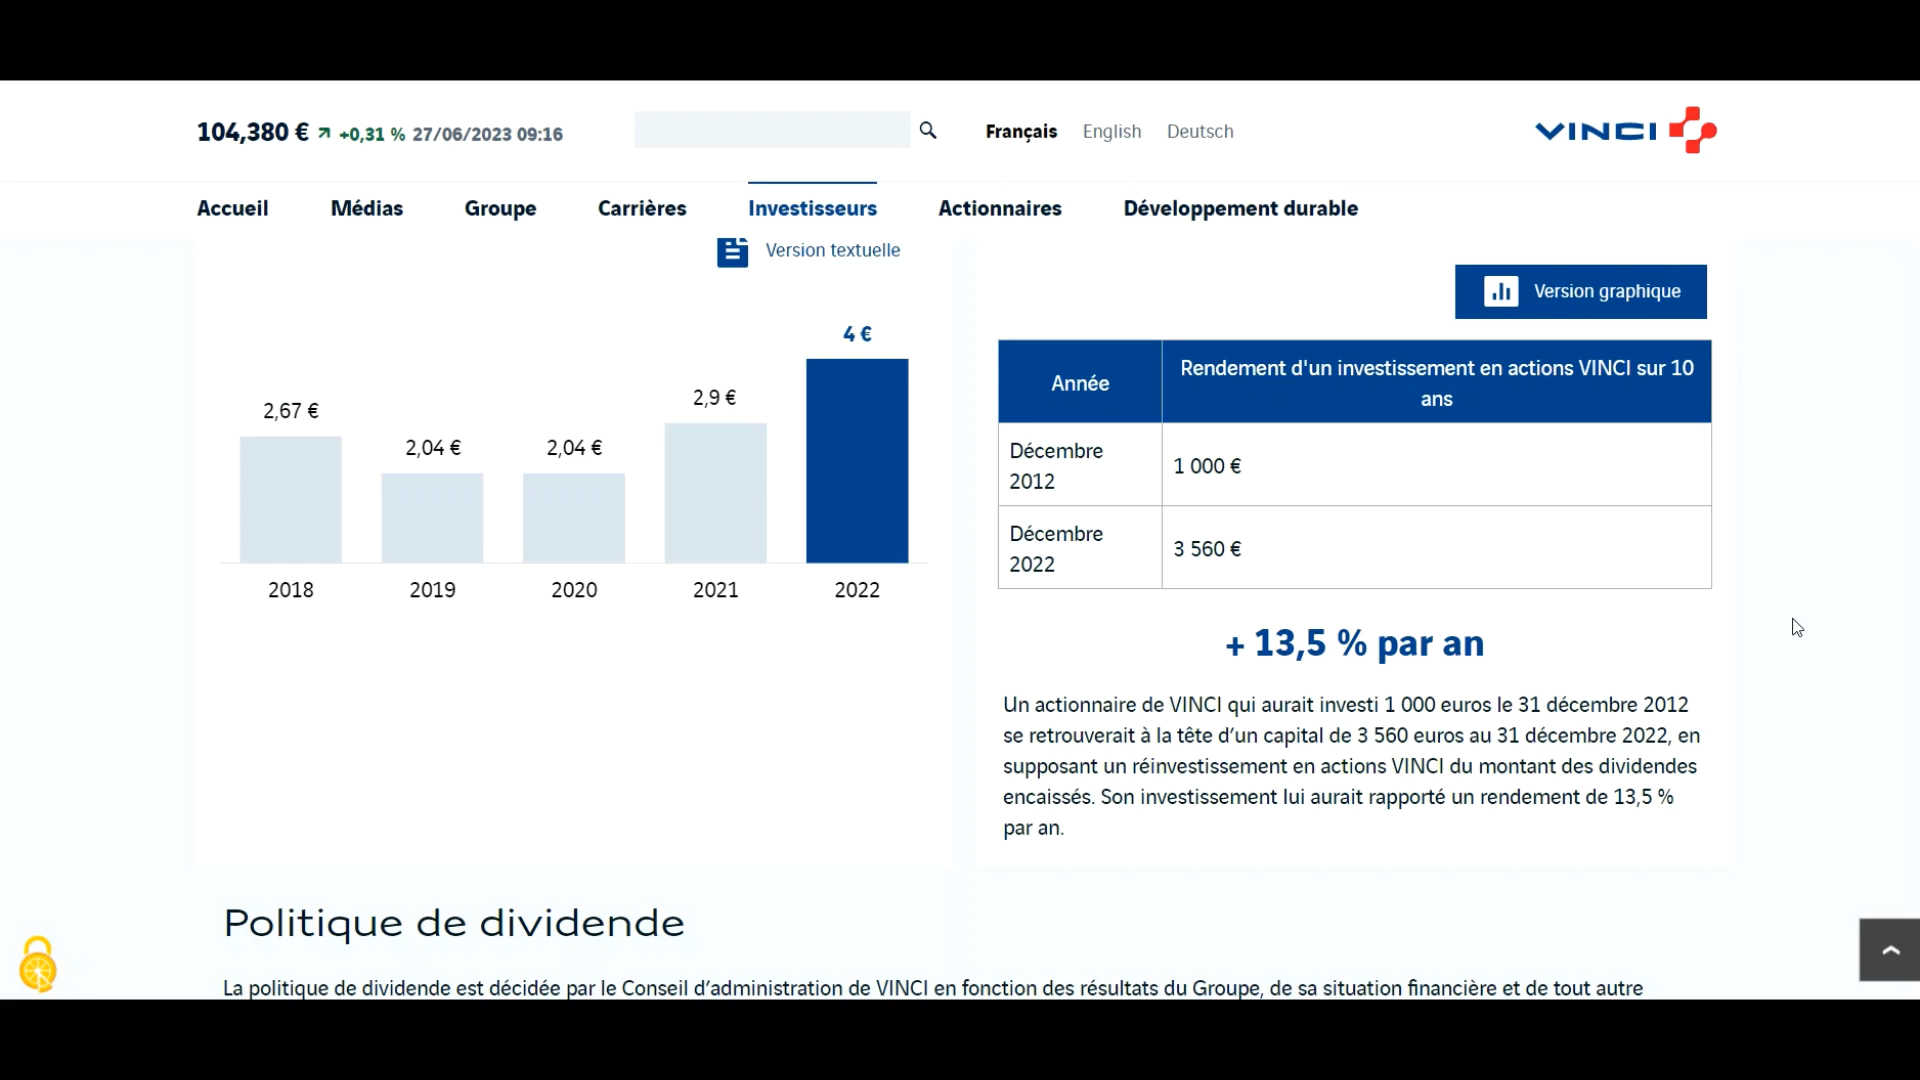 104,380 € +0,31 % 27/06/2023 09:16
Français English Deutsch
VINCI
Accueil Médias Groupe Carrières Investisseurs Actionnaires Développement durable
Version textuelle
4 €
2,67 €
2,04 €
2,04 €
2,9 €
2018 2019 2020 2021 2022
Version graphique
Année
Rendement d'un investissement en actions VINCI sur 10
ans
Décembre
2012
1 000 €
Décembre
2022
3 560 €
+ 13,5 % par an
Un actionnaire de VINCI qui aurait investi 1 000 euros le 31 décembre 2012
se retrouverait à la tête d’un capital de 3 560 euros au 31 décembre 2022, en
supposant un réinvestissement en actions VINCI du montant des dividendes
encaissés. Son investissement lui aurait rapporté un rendement de 13,5 %
par an.
Politique de dividende
La politique de dividende est décidée par le Conseil d’administration de VINCI en fonction des résultats du Groupe, de sa situation financière et de tout autre